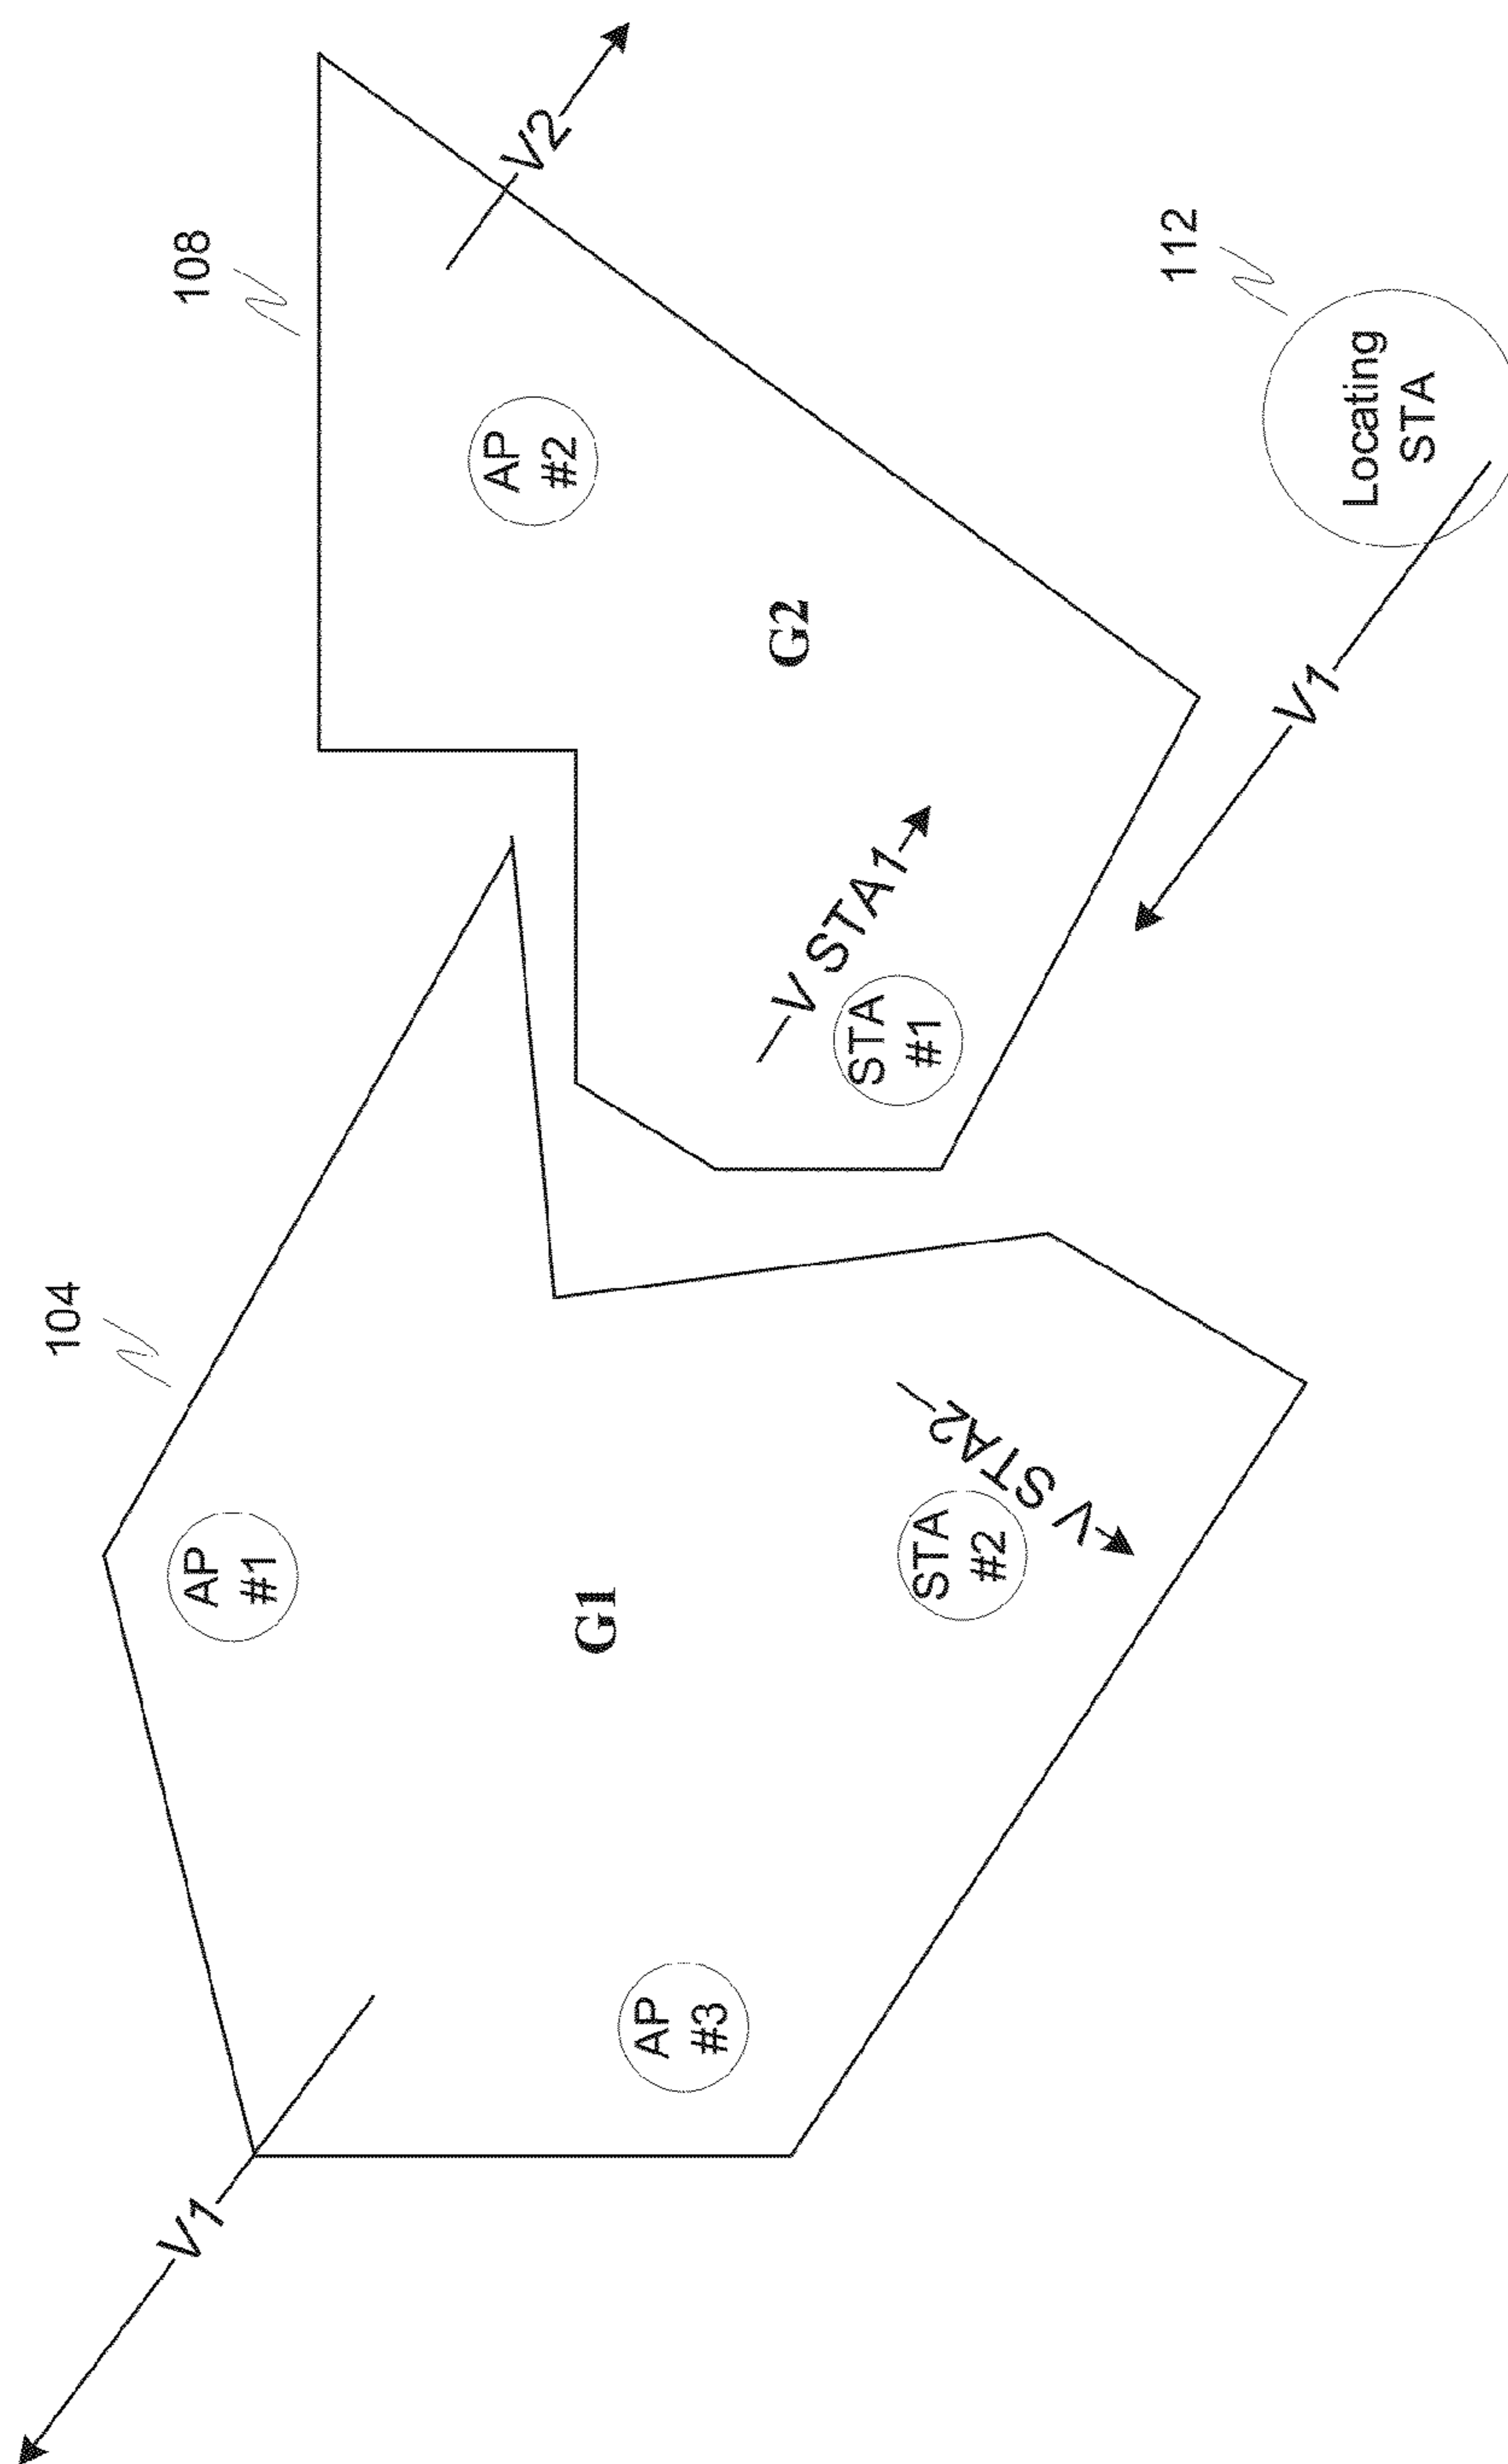 104
V1
108
AP
#1
AP
#2
V2
G1
AP
#3
G2
V STA1
STA
#1
STA
#2
V STA2
112
V1
Locating
STA